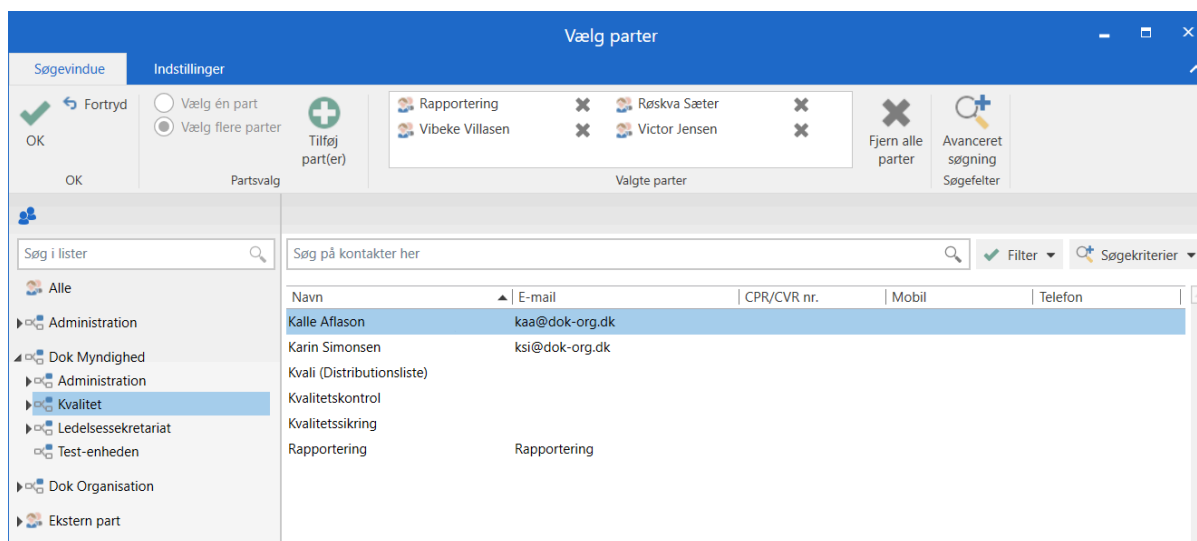 Vælg parter
Søgevindue Indstillinger
OK
Fortryd
OK
Vælg én part
Vælg flere parter
Partsvalg
Tilføj
part(er)
Rapportering Røskva Sæter
Vibeke Villasen Victor Jensen
Valgte parter
Fjern alle
parter
Avanceret
søgning
Søgefelter
Søg i lister
Alle
Administration
Dok Myndighed
Administration
Kvalitet
Ledelsessekretariat
Test-enheden
Dok Organisation
Ekstern part
Søg på kontakter her
Filter Søgekriterier
Navn E-mail CPR/CVR nr. Mobil Telefon
Kalle Aflason kaa@dok-org.dk
Karin Simonsen ksi@dok-org.dk
Kvali (Distributionsliste)
Kvalitetskontrol
Kvalitetssikring
Rapportering Rapportering